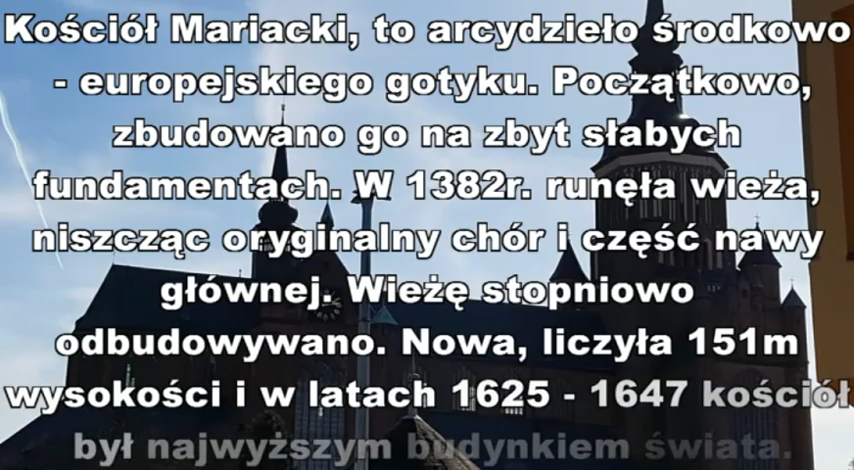 Kościół Mariacki, to arcydzieło środkowo
- europejskiego gotyku. Początkowo,
zbudowano go na zbyt słabych
fundamentach. W 1382r. runęła wieża,
niszcząc oryginalny chór i część nawy
głównej. Wieżę stopniowo
odbudowywano. Nowa, liczyła 151m
wysokości i w latach 1625 - 1647 kościół
był najwyższym budynkiem świata.